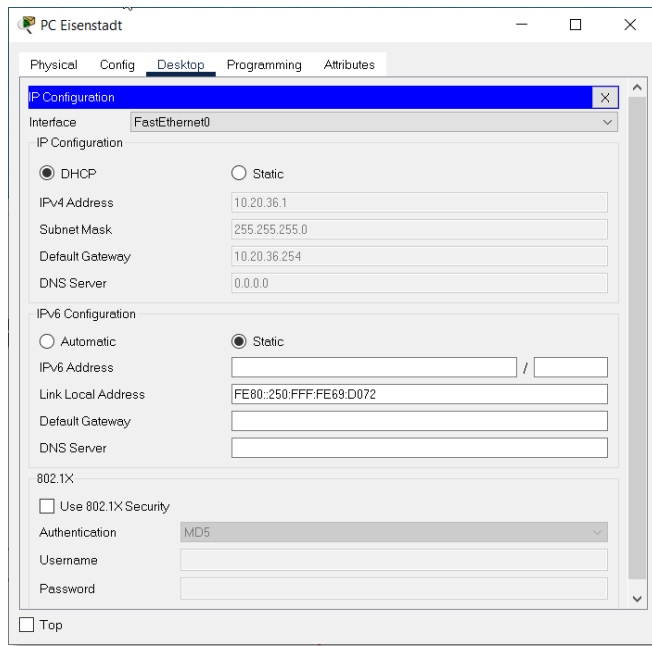 PC Eisenstadt
Physical Config Desktop Programming Attributes
IP Configuration X
Interface FastEthernet0
IP Configuration
DHCP Static
IPv4 Address 10.20.36.1
Subnet Mask 255.255.255.0
Default Gateway 10.20.36.254
DNS Server 0.0.0.0
IPv6 Configuration
Automatic Static
IPv6 Address /
Link Local Address FE80::250:FFF:FE69:D072
Default Gateway
DNS Server
802.1X
Use 802.1X Security
Authentication MD5
Username
Password
Top